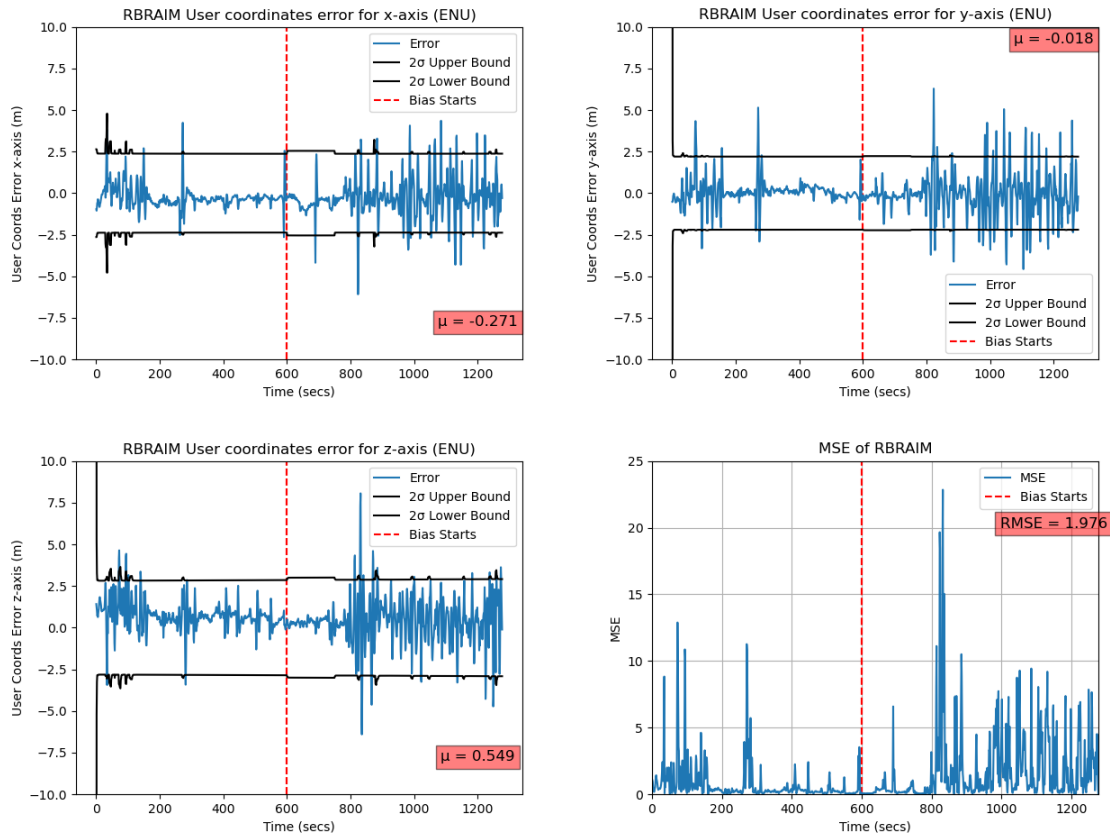 RBRAIM User coordinates error for x-axis (ENU)
User Coords Error x-axis (m)
10.0
7.5
5.0
2.5
0.0
−2.5
−5.0
−7.5
−10.0
Error
2σ Upper Bound
2σ Lower Bound
Bias Starts
μ = -0.271
0 200 400 600 800 1000 1200
Time (secs)
RBRAIM User coordinates error for y-axis (ENU)
User Coords Error y-axis (m)
10.0
7.5
5.0
2.5
0.0
−2.5
−5.0
−7.5
−10.0
μ = -0.018
Error
2σ Upper Bound
2σ Lower Bound
Bias Starts
0 200 400 600 800 1000 1200
Time (secs)
RBRAIM User coordinates error for z-axis (ENU)
User Coords Error z-axis (m)
10.0
7.5
5.0
2.5
0.0
−2.5
−5.0
−7.5
−10.0
Error
2σ Upper Bound
2σ Lower Bound
Bias Starts
μ = 0.549
0 200 400 600 800 1000 1200
Time (secs)
MSE of RBRAIM
MSE
25
20
15
10
5
0
MSE
Bias Starts
RMSE = 1.976
0 200 400 600 800 1000 1200
Time (secs)